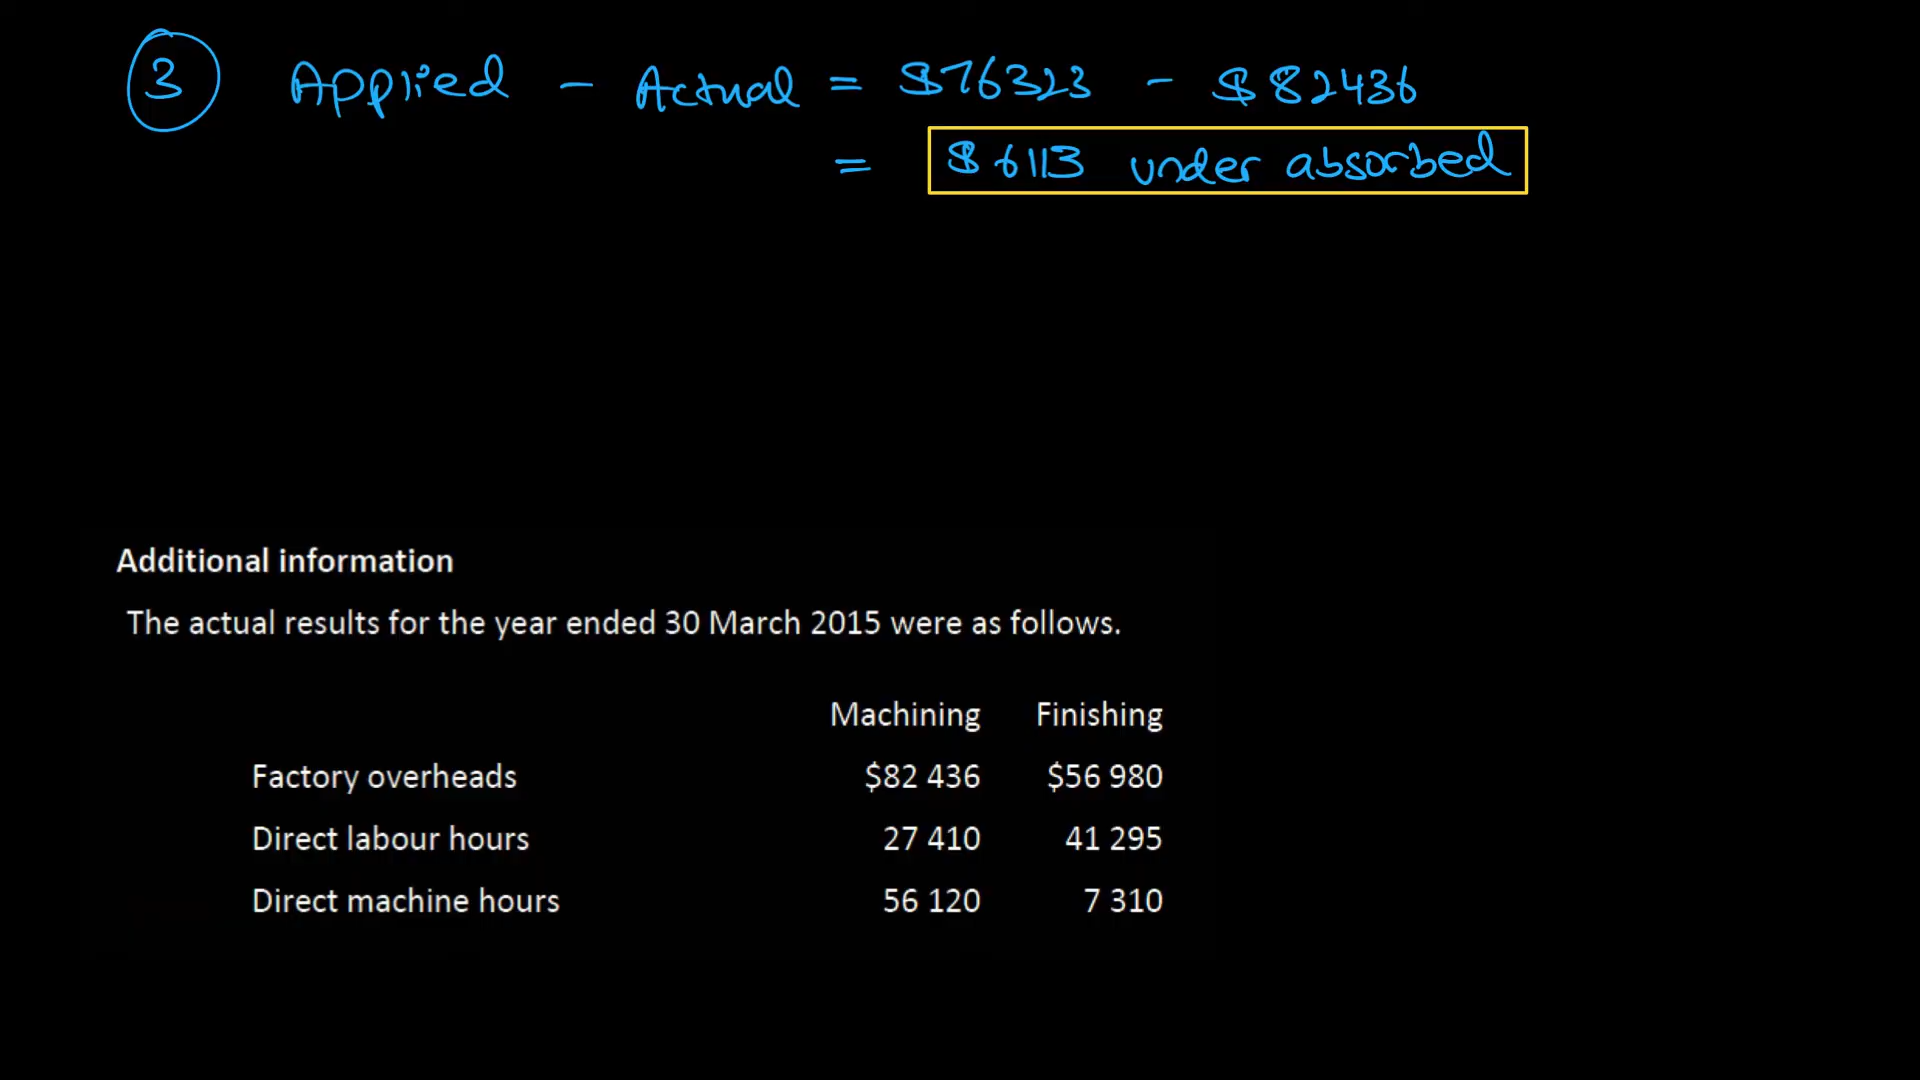 3 Applied - Actual = $76323 - $82436
= $6113 under absorbed
Additional information
The actual results for the year ended 30 March 2015 were as follows.
Machining Finishing
Factory overheads $82 436 $56 980
Direct labour hours 27 410 41 295
Direct machine hours 56 120 7 310